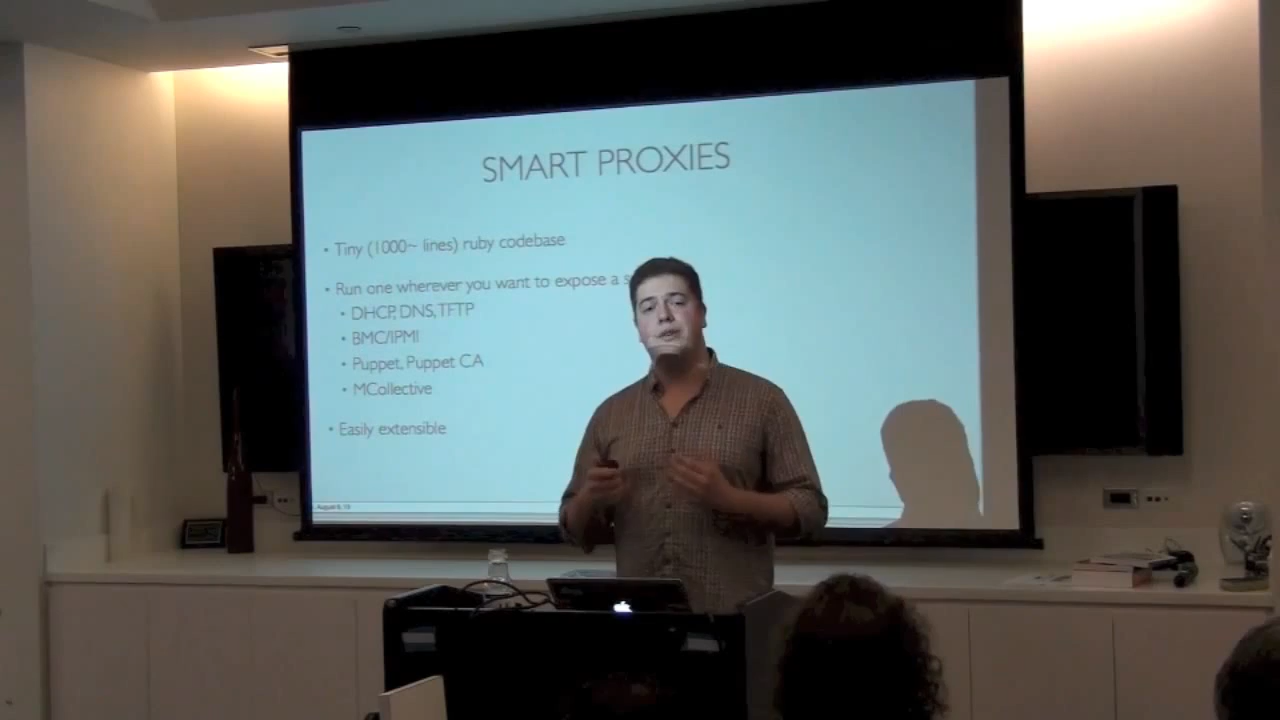 SMART PROXIES
• Tiny (1000~ lines) ruby codebase
• Run one wherever you want to expose a s
• DHCP, DNS, TFTP
• BMC/IPMI
• Puppet, Puppet CA
• MCollective
• Easily extensible